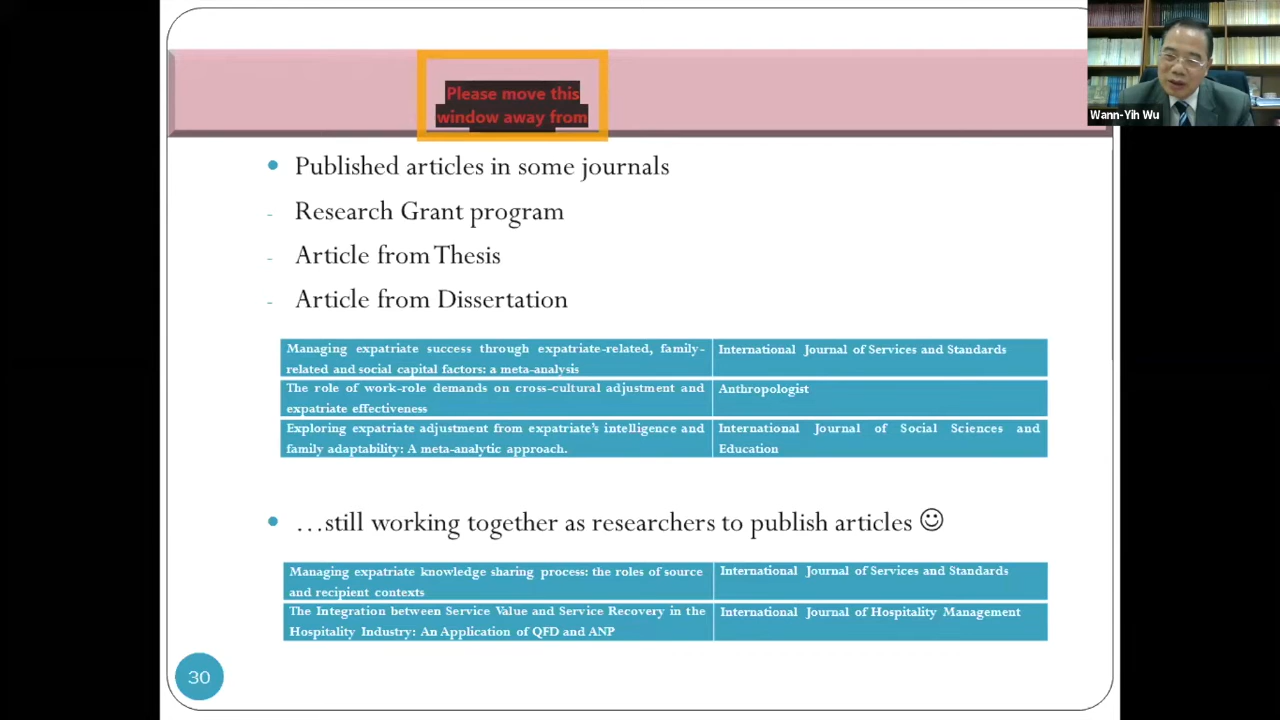 Please move this
window away from
Wann-Yih Wu
Published articles in some journals
- Research Grant program
- Article from Thesis
- Article from Dissertation
Managing expatriate success through expatriate-related, family-
related and social capital factors: a meta-analysis
International Journal of Services and Standards
The role of work-role demands on cross-cultural adjustment and
expatriate effectiveness
Anthropologist
Exploring expatriate adjustment from expatriate's intelligence and
family adaptability: A meta-analytic approach.
International Journal of Social Sciences and
Education
…still working together as researchers to publish articles ☺
Managing expatriate knowledge sharing process: the roles of source
and recipient contexts
International Journal of Services and Standards
The Integration between Service Value and Service Recovery in the
Hospitality Industry: An Application of QFD and ANP
International Journal of Hospitality Management
30